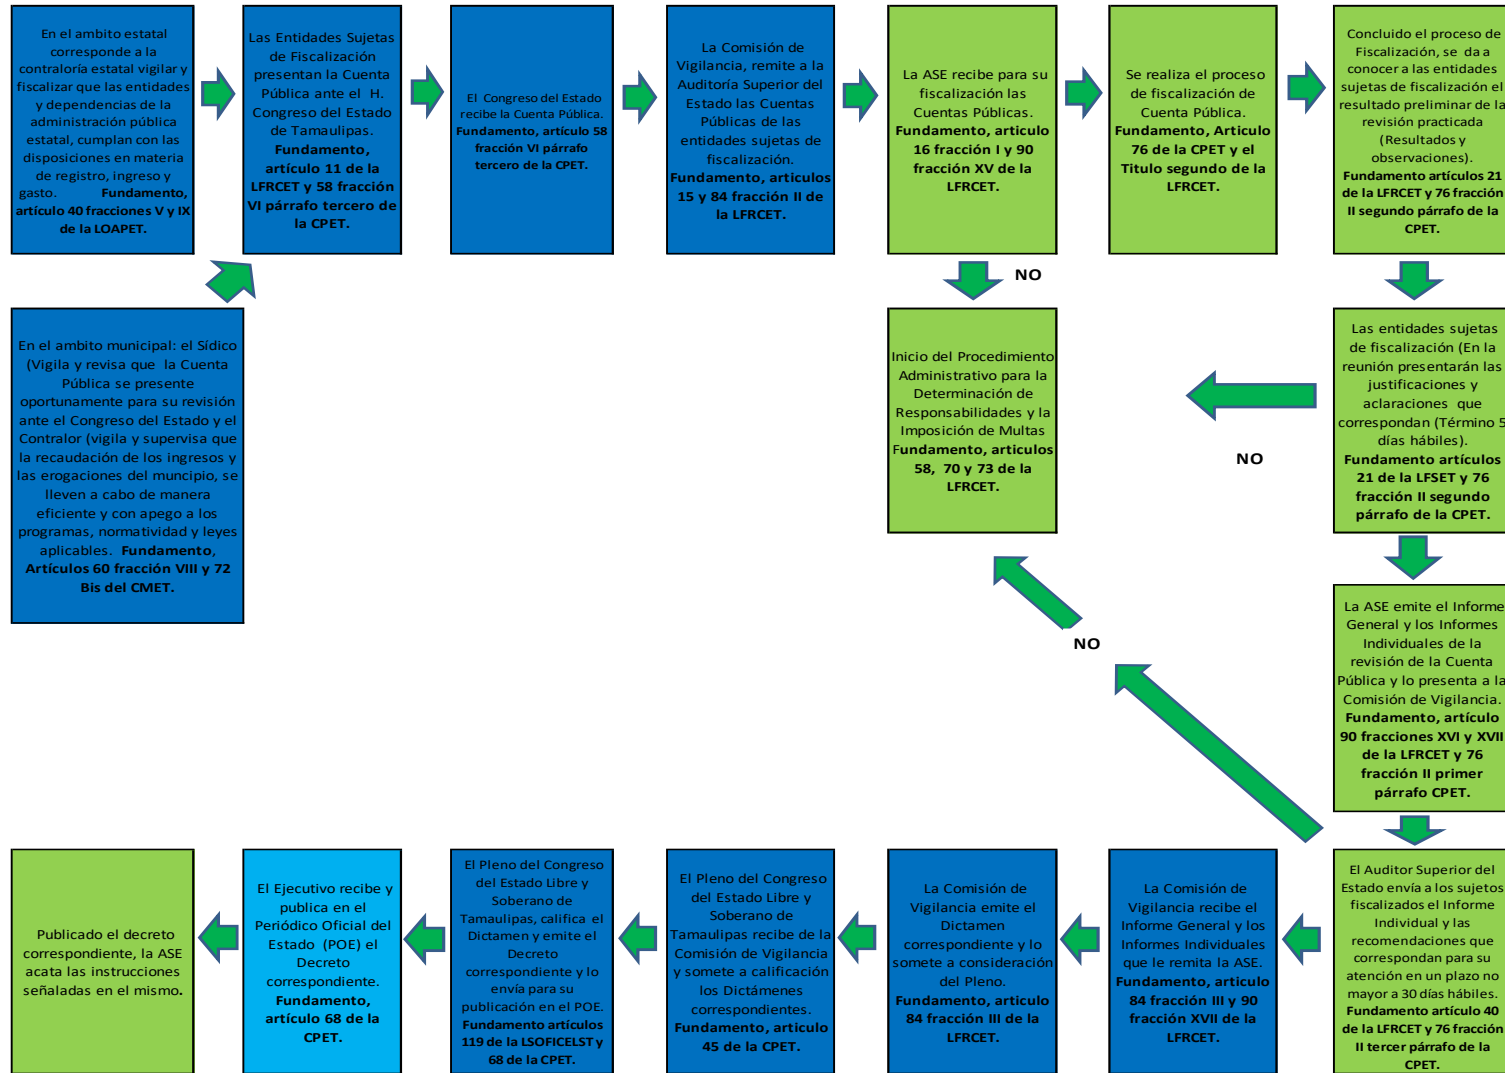 En el ambito estatal
corresponde a la
contraloría estatal vigilar y
fiscalizar que las entidades
y dependencias de la
administración pública
estatal, cumplan con las
disposiciones en materia
de registro, ingreso y
gasto. Fundamento,
artículo 40 fracciones V y IX
de la LOAPET.
Las Entidades Sujetas
de Fiscalización
presentan la Cuenta
Pública ante el H.
Congreso del Estado
de Tamaulipas.
Fundamento,
artículo 11 de la
LFRCET y 58 fracción
VI párrafo tercero de
la CPET.
El Congreso del Estado
recibe la Cuenta Pública.
Fundamento, artículo 58
fracción VI párrafo
tercero de la CPET.
La Comisión de
Vigilancia, remite a la
Auditoría Superior del
Estado las Cuentas
Públicas de las
entidades sujetas de
fiscalización.
Fundamento, articulos
15 y 84 fracción II de
la LFRCET.
La ASE recibe para su
fiscalización las
Cuentas Públicas.
Fundamento, articulo
16 fracción I y 90
fracción XV de la
LFRCET.
Se realiza el proceso
de fiscalización de
Cuenta Pública.
Fundamento, Articulo
76 de la CPET y el
Titulo segundo de la
LFRCET.
Concluido el proceso de
Fiscalización, se da a
conocer a las entidades
sujetas de fiscalización el
resultado preliminar de la
revisión practicada
(Resultados y
observaciones).
Fundamento artículos 21
de la LFRCET y 76 fracción
II segundo párrafo de la
CPET.
NO
En el ambito municipal: el Sídico
(Vigila y revisa que la Cuenta
Pública se presente
oportunamente para su revisión
ante el Congreso del Estado y el
Contralor (vigila y supervisa que
la recaudación de los ingresos y
las erogaciones del muncipio, se
lleven a cabo de manera
eficiente y con apego a los
programas, normatividad y leyes
aplicables. Fundamento,
Artículos 60 fracción VIII y 72
Bis del CMET.
Inicio del Procedimiento
Administrativo para la
Determinación de
Responsabilidades y la
Imposición de Multas
Fundamento, articulos
58, 70 y 73 de la
LFRCET.
NO
Las entidades sujetas
de fiscalización (En la
reunión presentarán las
justificaciones y
aclaraciones que
correspondan (Término 5
días hábiles).
Fundamento artículos
21 de la LFSET y 76
fracción II segundo
párrafo de la CPET.
NO
La ASE emite el Informe
General y los Informes
Individuales de la
revisión de la Cuenta
Pública y lo presenta a la
Comisión de Vigilancia.
Fundamento, artículo
90 fracciones XVI y XVII
de la LFRCET y 76
fracción II primer
párrafo CPET.
Publicado el decreto
correspondiente, la ASE
acata las instrucciones
señaladas en el mismo.
El Ejecutivo recibe y
publica en el
Periódico Oficial del
Estado (POE) el
Decreto
correspondiente.
Fundamento,
artículo 68 de la
CPET.
El Pleno del Congreso
del Estado Libre y
Soberano de
Tamaulipas, califica el
Dictamen y emite el
Decreto
correspondiente y lo
envía para su
publicación en el POE.
Fundamento artículos
119 de la LSOFICELST y
68 de la CPET.
El Pleno del Congreso
del Estado Libre y
Soberano de
Tamaulipas recibe de la
Comisión de Vigilancia
y somete a calificación
los Dictámenes
correspondientes.
Fundamento, articulo
45 de la CPET.
La Comisión de
Vigilancia emite el
Dictamen
correspondiente y lo
somete a consideración
del Pleno.
Fundamento, articulo
84 fracción III de la
LFRCET.
La Comisión de
Vigilancia recibe el
Informe General y los
Informes Individuales
que le remita la ASE.
Fundamento, articulo
84 fracción III y 90
fracción XVII de la
LFRCET.
El Auditor Superior del
Estado envía a los sujetos
fiscalizados el Informe
Individual y las
recomendaciones que
correspondan para su
atención en un plazo no
mayor a 30 días hábiles.
Fundamento artículo 40
de la LFRCET y 76 fracción
II tercer párrafo de la
CPET.